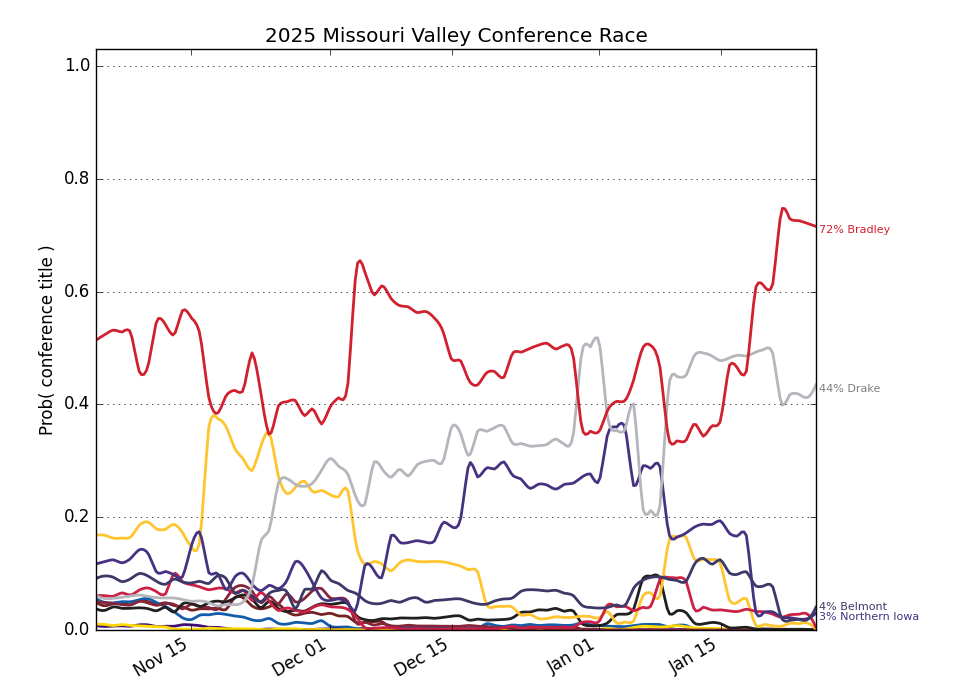 2025 Missouri Valley Conference Race
Prob( conference title )
1.0
0.8
0.6
0.4
0.2
0.0
72% Bradley
44% Drake
4% Belmont
3% Northern Iowa
Nov 15
Dec 01
Dec 15
Jan 01
Jan 15